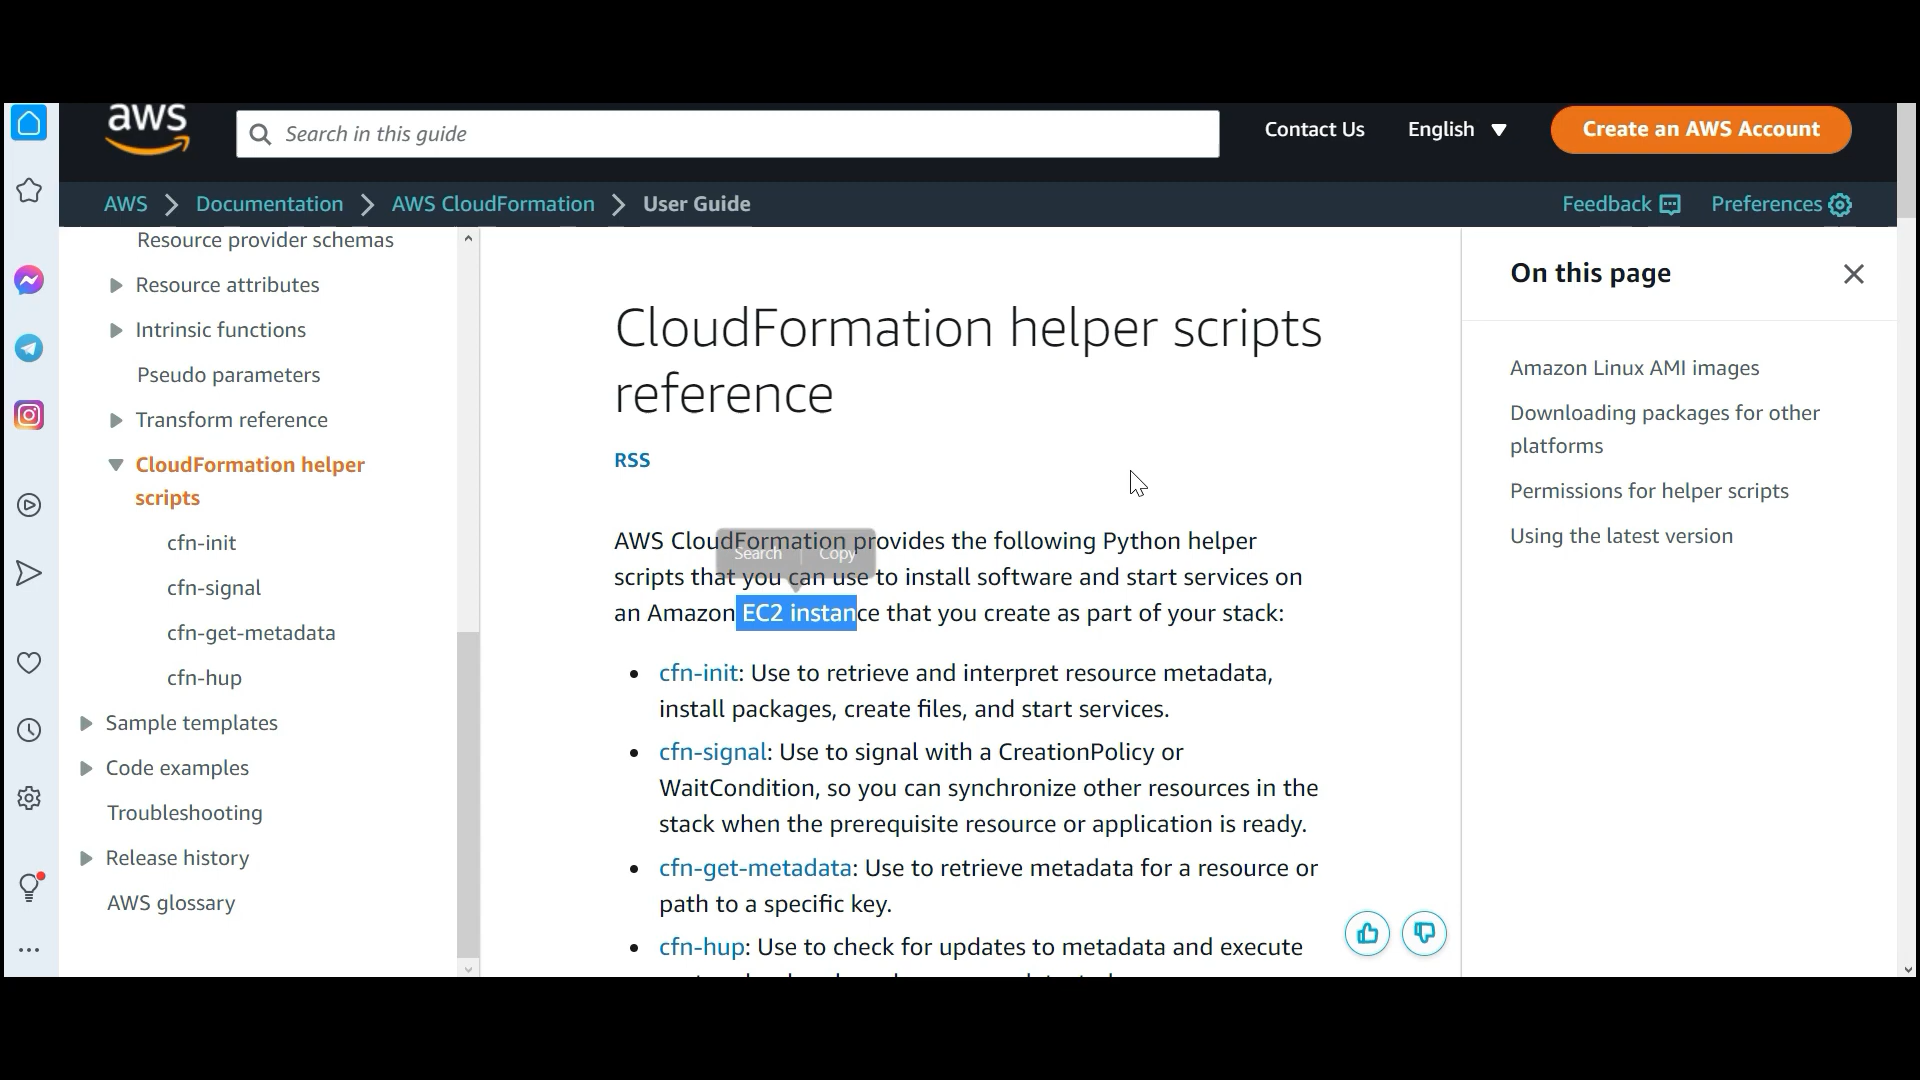 aws
Search in this guide
Contact Us
English
Create an AWS Account
AWS
Documentation
AWS CloudFormation
User Guide
Feedback
Preferences
Resource provider schemas
Resource attributes
Intrinsic functions
Pseudo parameters
Transform reference
CloudFormation helper
scripts
cfn-init
cfn-signal
cfn-get-metadata
cfn-hup
Sample templates
Code examples
Troubleshooting
Release history
AWS glossary
CloudFormation helper scripts
reference
RSS
AWS CloudFormation provides the following Python helper
Search Copy
scripts that you can use to install software and start services on
an Amazon EC2 instance that you create as part of your stack:
• cfn-init: Use to retrieve and interpret resource metadata,
install packages, create files, and start services.
• cfn-signal: Use to signal with a CreationPolicy or
WaitCondition, so you can synchronize other resources in the
stack when the prerequisite resource or application is ready.
• cfn-get-metadata: Use to retrieve metadata for a resource or
path to a specific key.
• cfn-hup: Use to check for updates to metadata and execute
On this page
Amazon Linux AMI images
Downloading packages for other
platforms
Permissions for helper scripts
Using the latest version